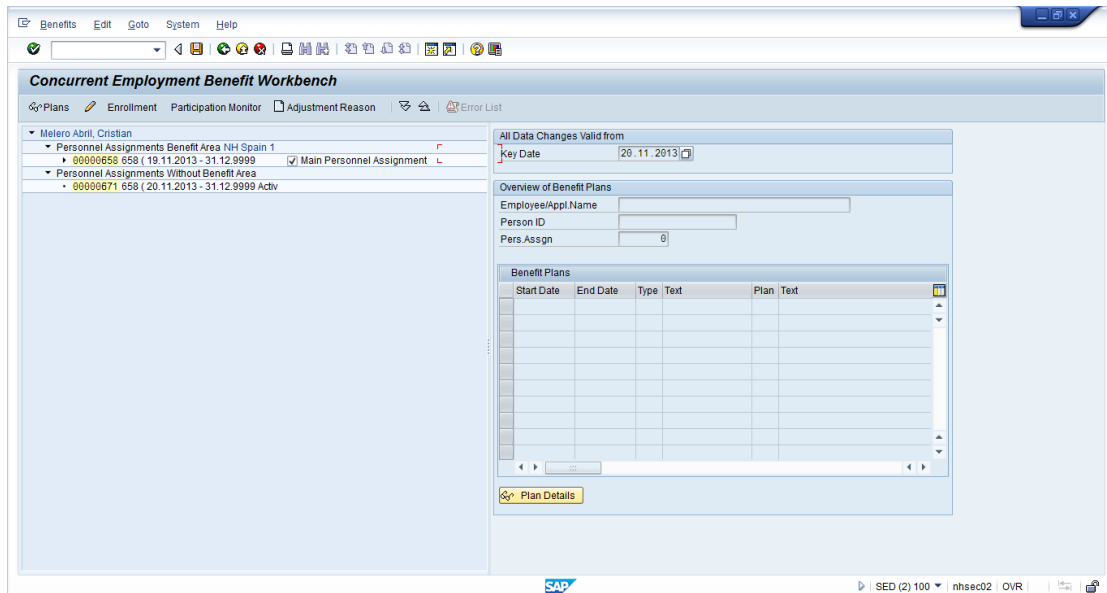 Benefits Edit Goto System Help
Concurrent Employment Benefit Workbench
Plans Enrollment Participation Monitor Adjustment Reason Error List
Melero Abril, Cristian
Personnel Assignments Benefit Area NH Spain 1
00000658 658 ( 19.11.2013 - 31.12.9999 Main Personnel Assignment
Personnel Assignments Without Benefit Area
00000671 658 ( 20.11.2013 - 31.12.9999 Activ
All Data Changes Valid from
Key Date 20.11.2013
Overview of Benefit Plans
Employee/Appl.Name
Person ID
Pers.Assgn 0
Benefit Plans
Start Date End Date Type Text Plan Text
Plan Details
SAP SED (2) 100 nhsec02 OVR